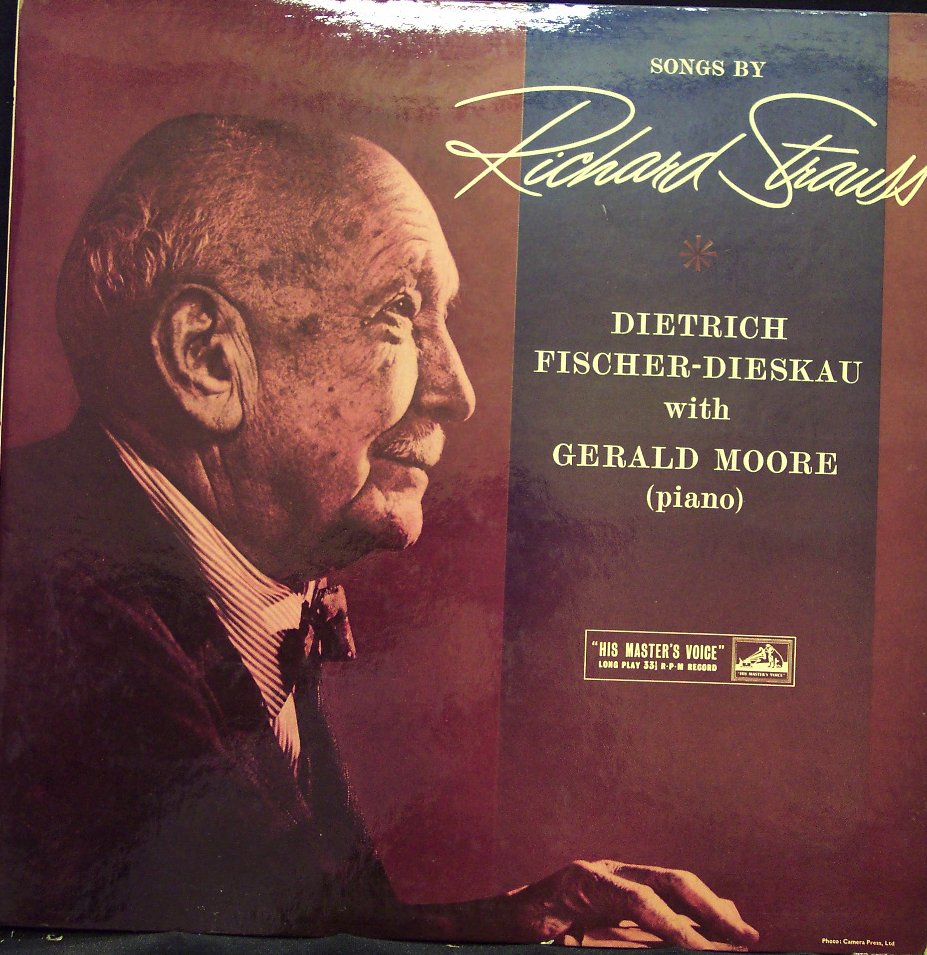 SONGS BY
Richard Strauss
DIETRICH
FISCHER-DIESKAU
with
GERALD MOORE
(piano)
"HIS MASTER'S VOICE"
LONG PLAY 33⅓ R·P·M RECORD
"HIS MASTER'S VOICE"
Photo: Camera Press, Ltd